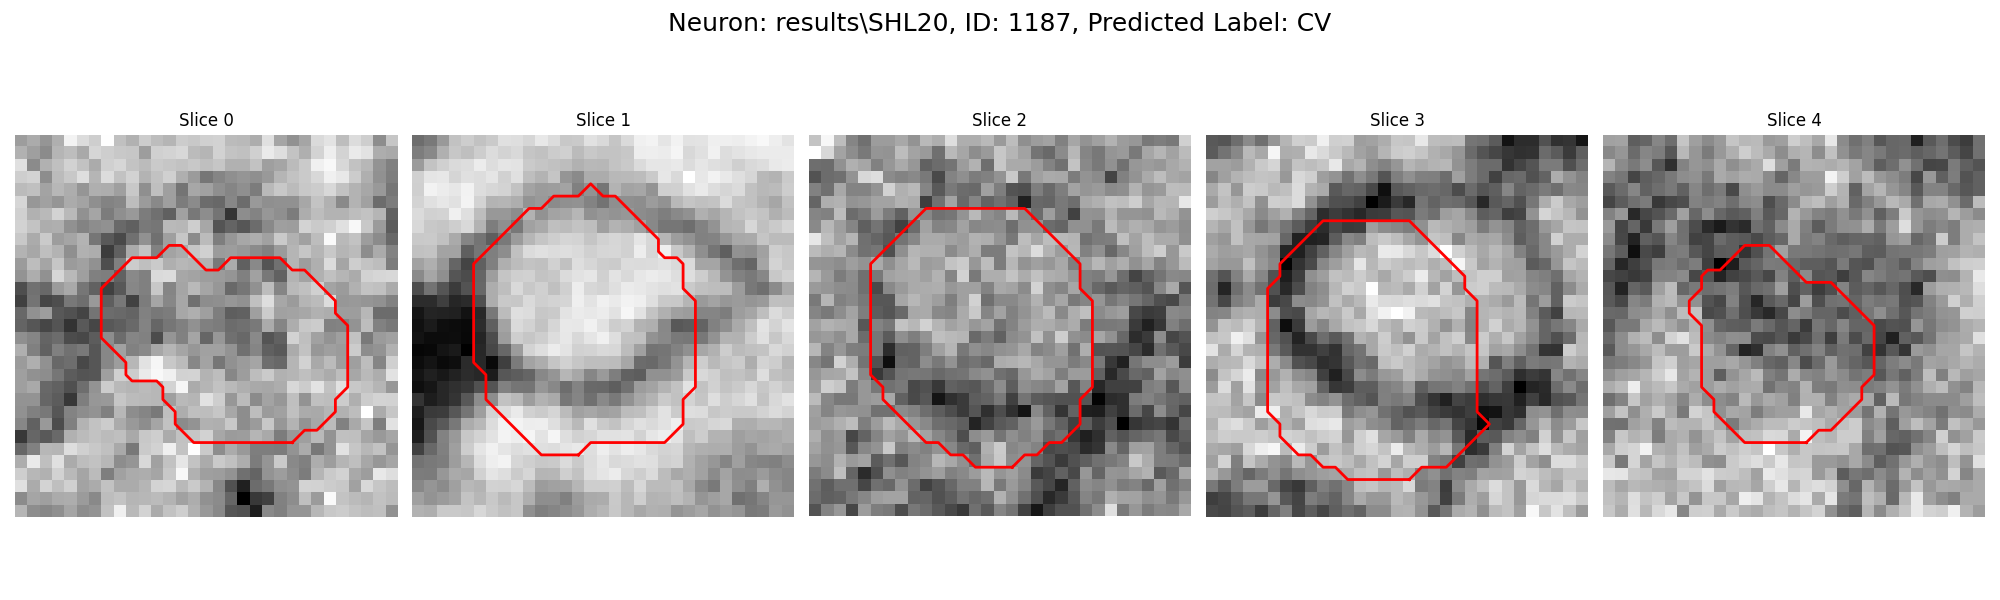 Neuron: results\SHL20, ID: 1187, Predicted Label: CV
Slice 0
Slice 1
Slice 2
Slice 3
Slice 4